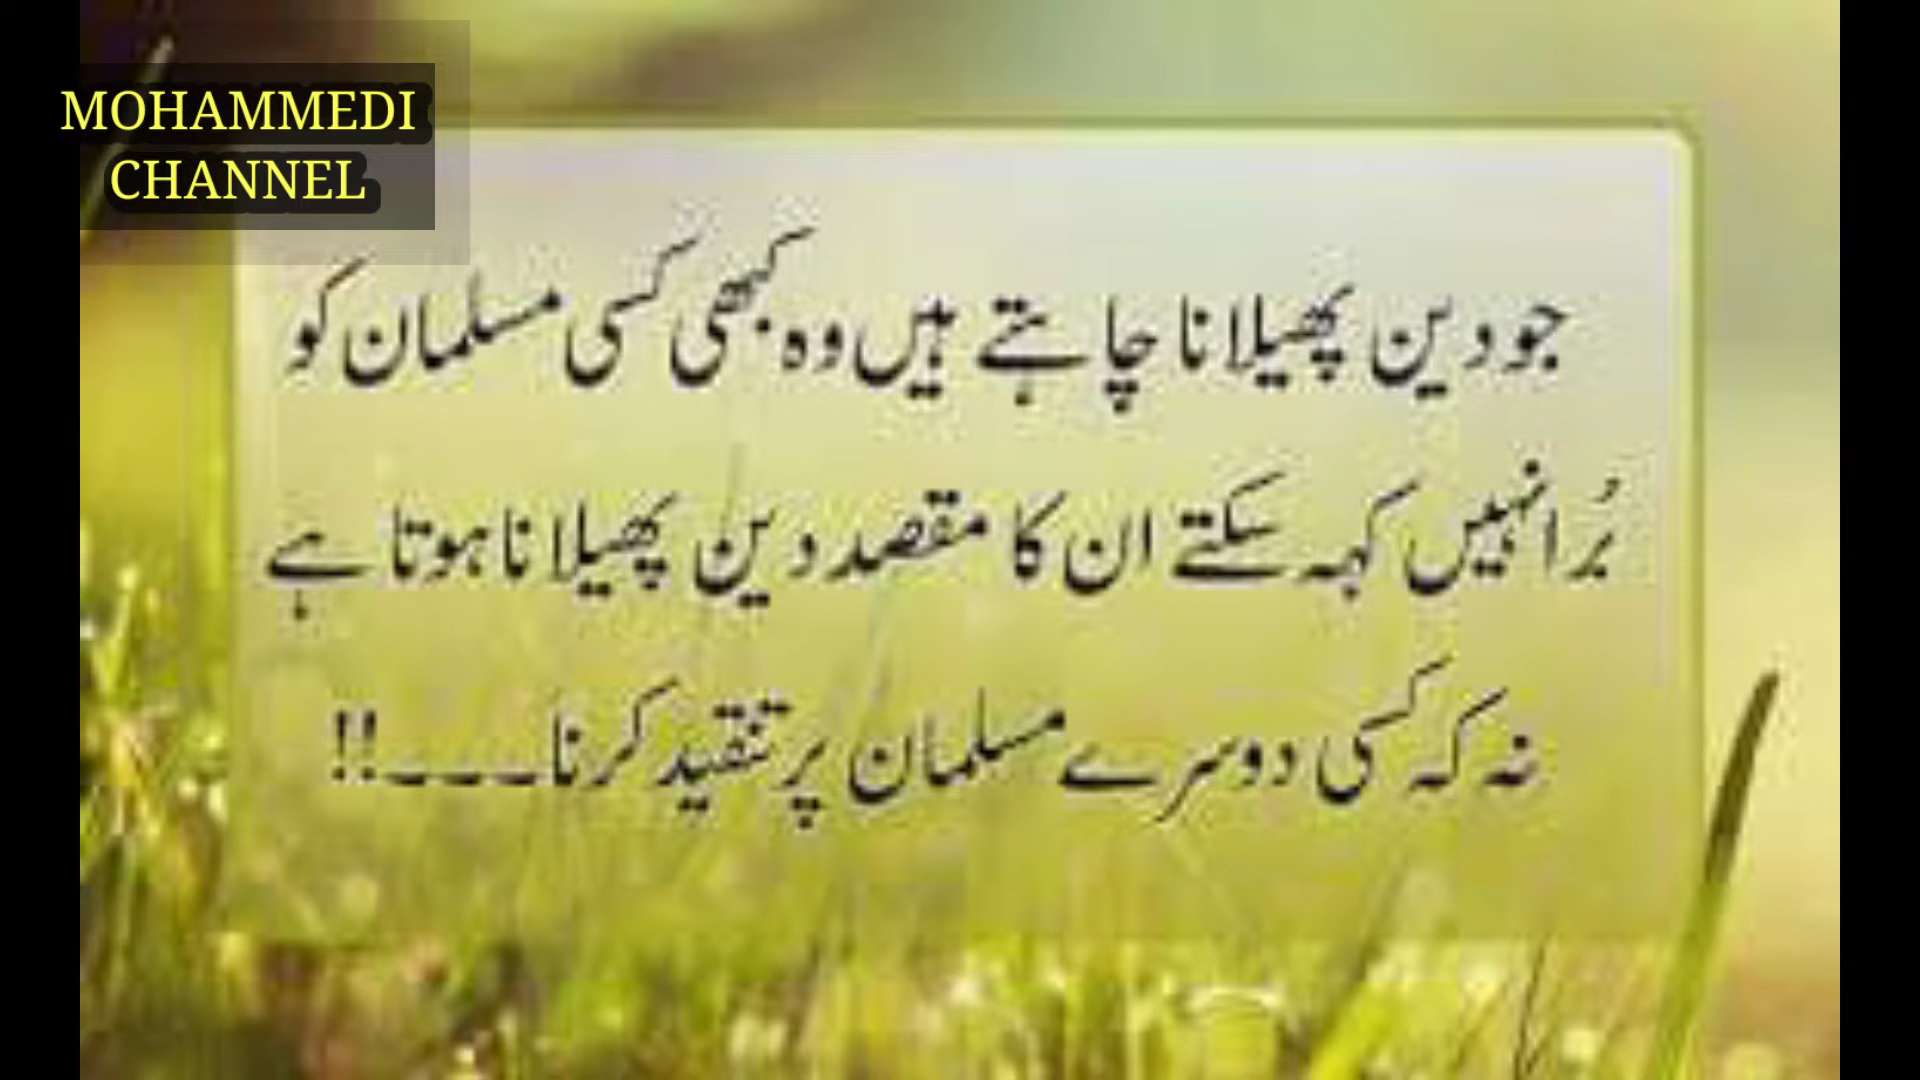 MOHAMMEDI
CHANNEL
جو دین پھیلانا چاہتے ہیں وہ کبھی کسی مسلمان کو
بُرا نہیں کہہ سکتے ان کا مقصد دین پھیلانا ہوتا ہے
نہ کہ کسی دوسرے مسلمان پر تنقید کرنا۔۔۔۔!!